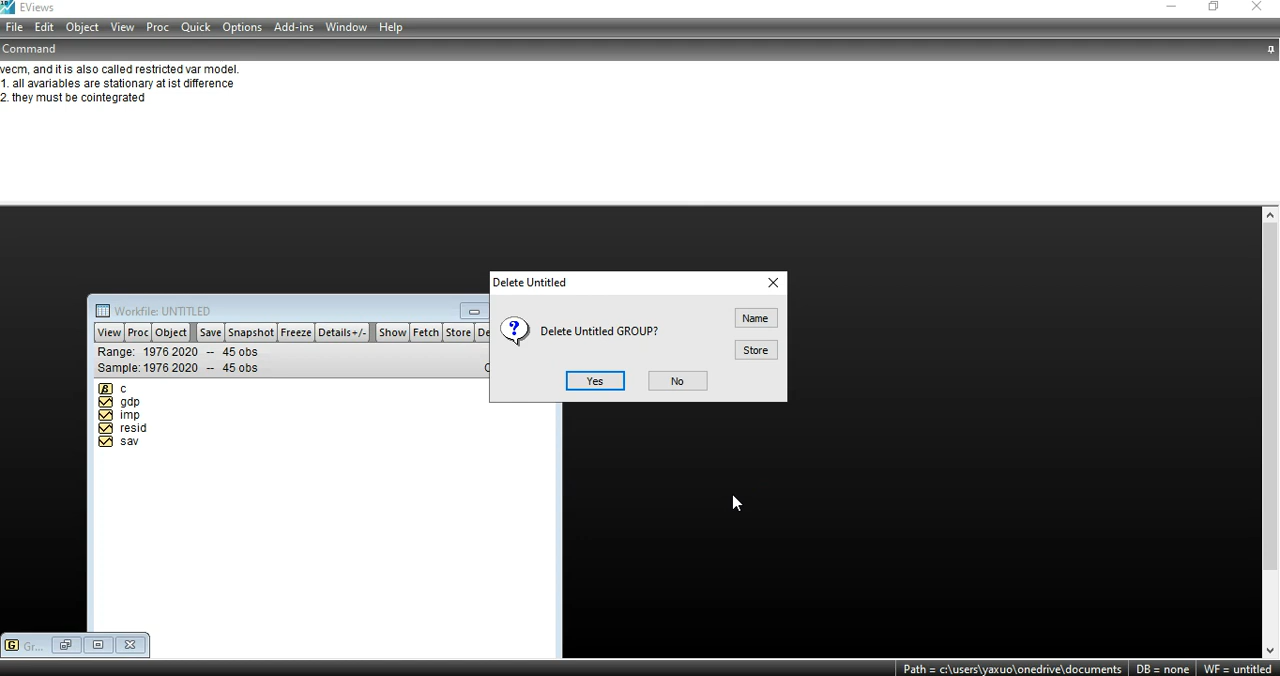 EViews
File Edit Object View Proc Quick Options Add-ins Window Help
Command
vecm, and it is also called restricted var model.
1. all avariables are stationary at ist difference
2. they must be cointegrated
Delete Untitled
Workfile: UNTITLED
Name
Delete Untitled GROUP?
View Proc Object Save Snapshot Freeze Details+/- Show Fetch Store De
Store
Range: 1976 2020 -- 45 obs
Sample: 1976 2020 -- 45 obs
Yes No
c
gdp
imp
resid
sav
G Gr...
Path = c:\users\yaxuo\onedrive\documents DB = none WF = untitled